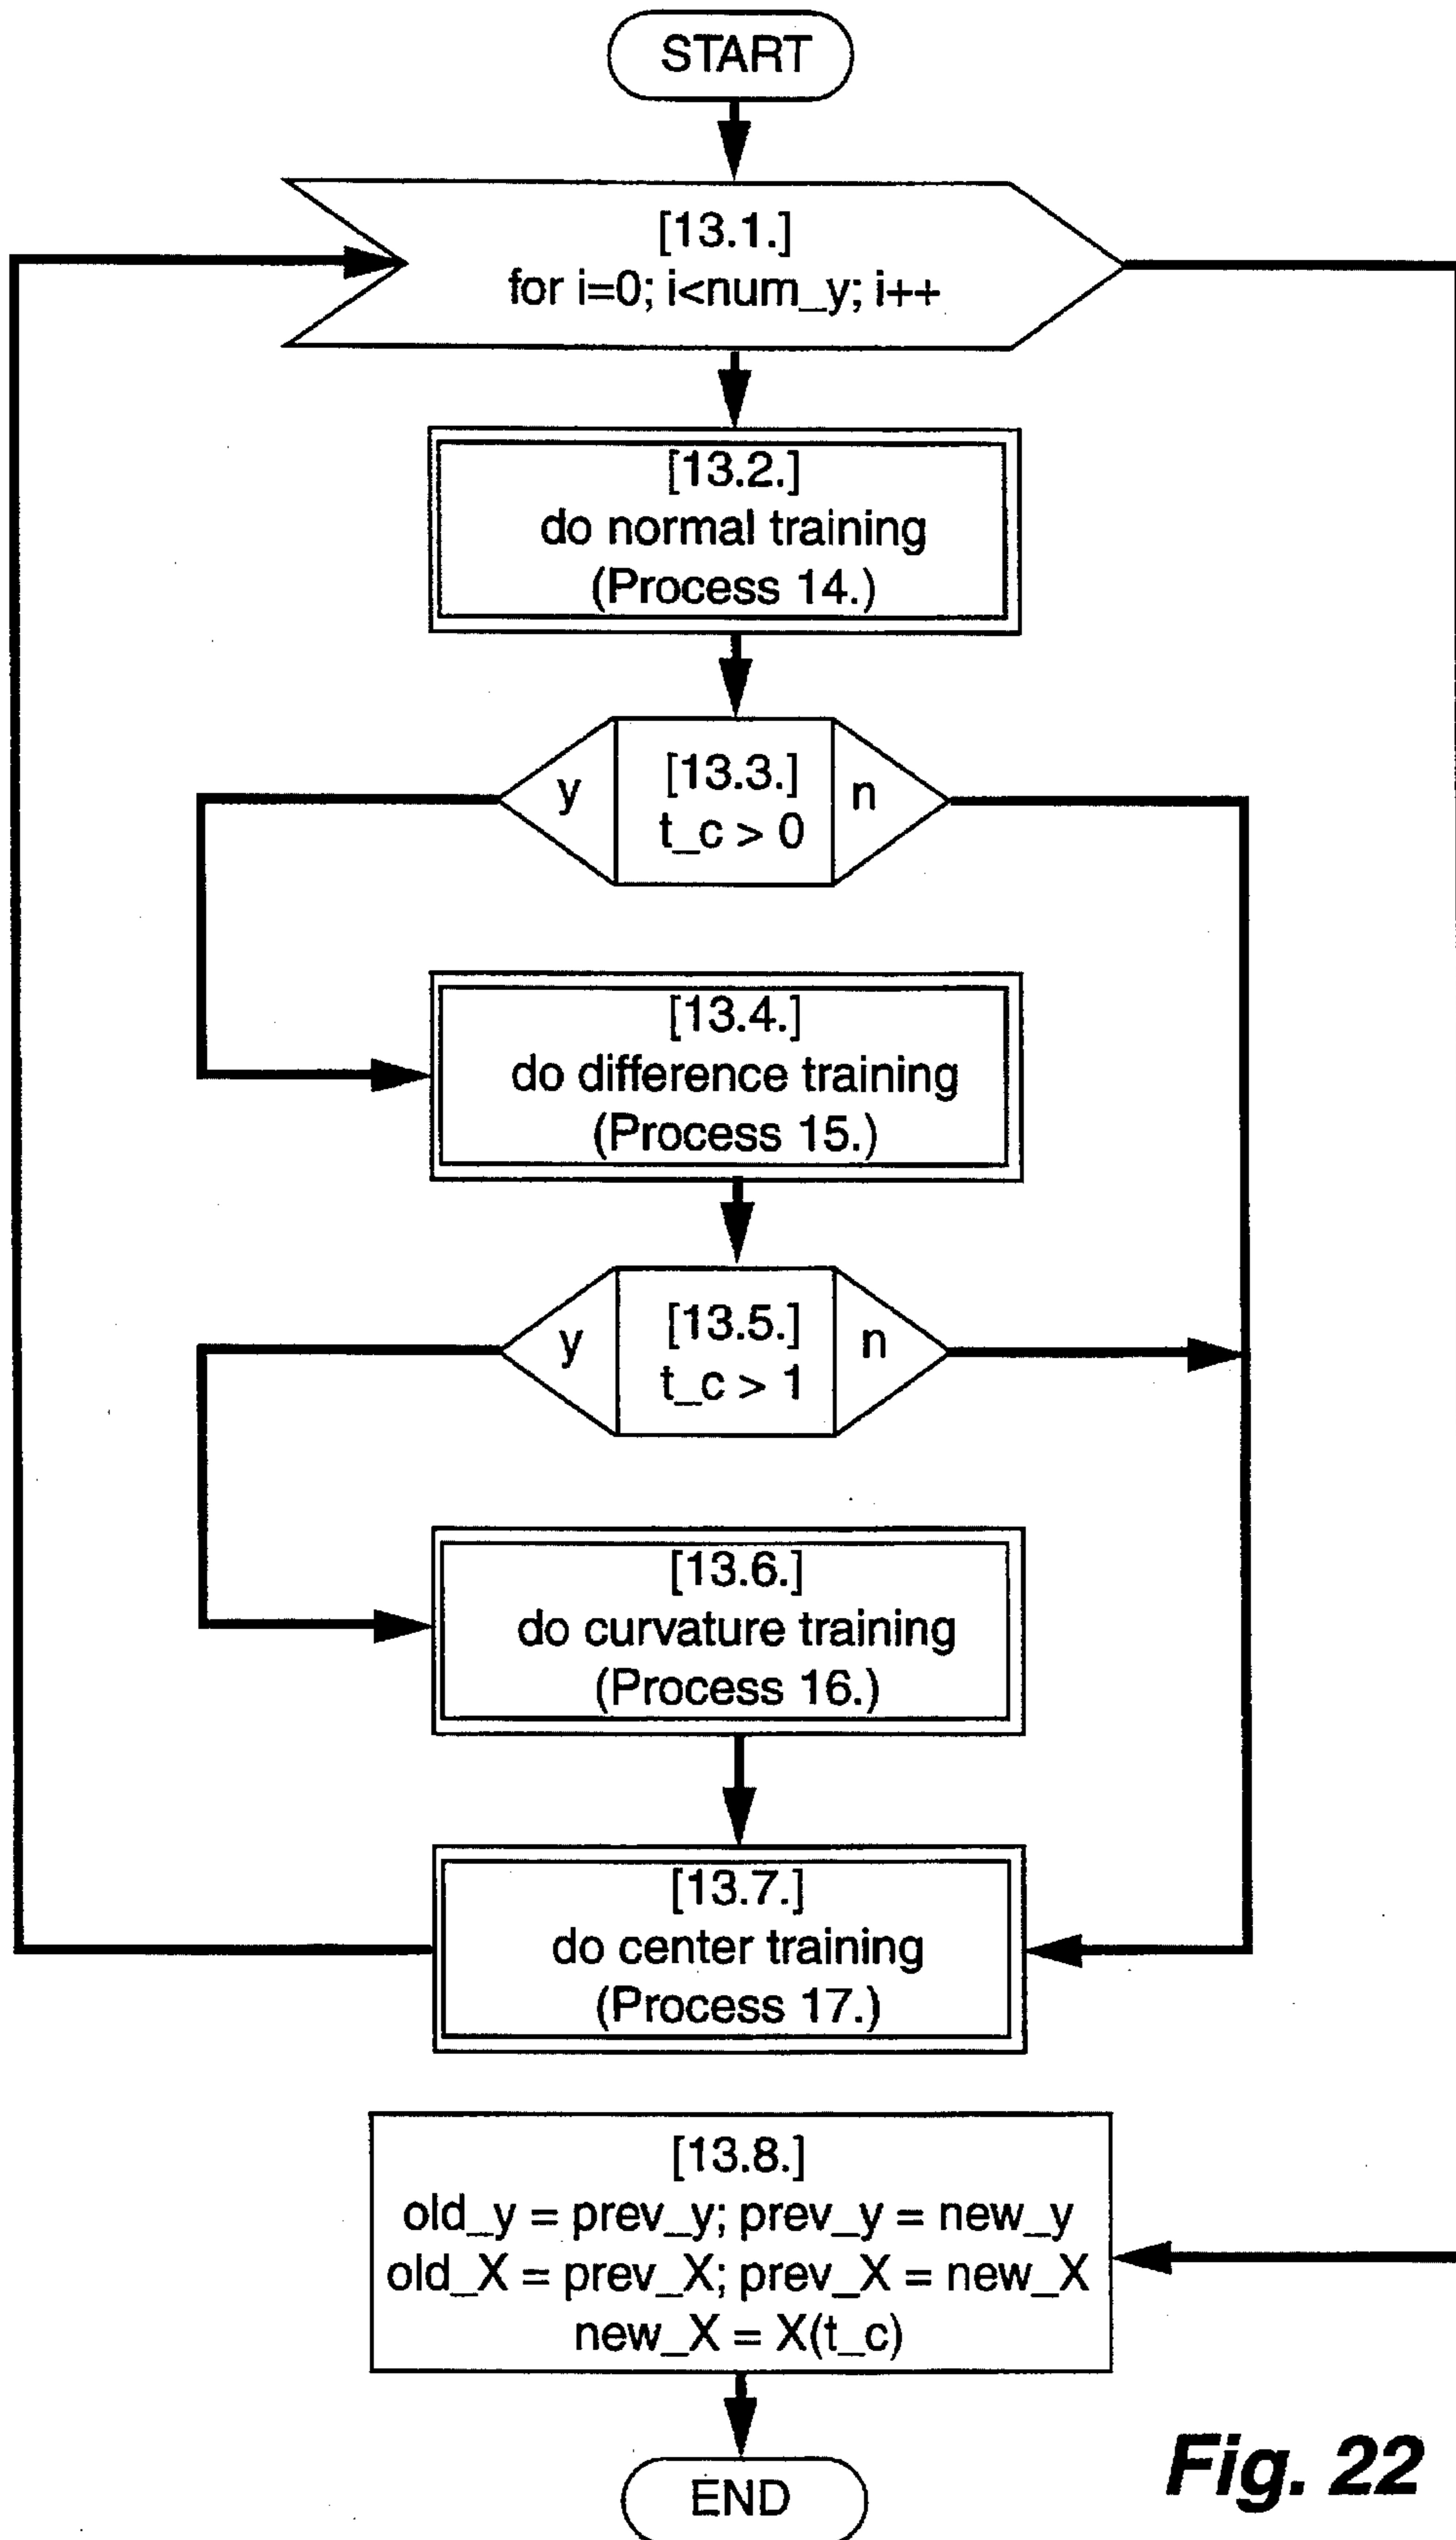 START
[13.1.]
for i=0; i<num_y; i++
[13.2.]
do normal training
(Process 14.)
y
[13.3.]
t_c > 0
n
[13.4.]
do difference training
(Process 15.)
y
[13.5.]
t_c > 1
n
[13.6.]
do curvature training
(Process 16.)
[13.7.]
do center training
(Process 17.)
[13.8.]
old_y = prev_y; prev_y = new_y
old_X = prev_X; prev_X = new_X
new_X = X(t_c)
END
Fig. 22